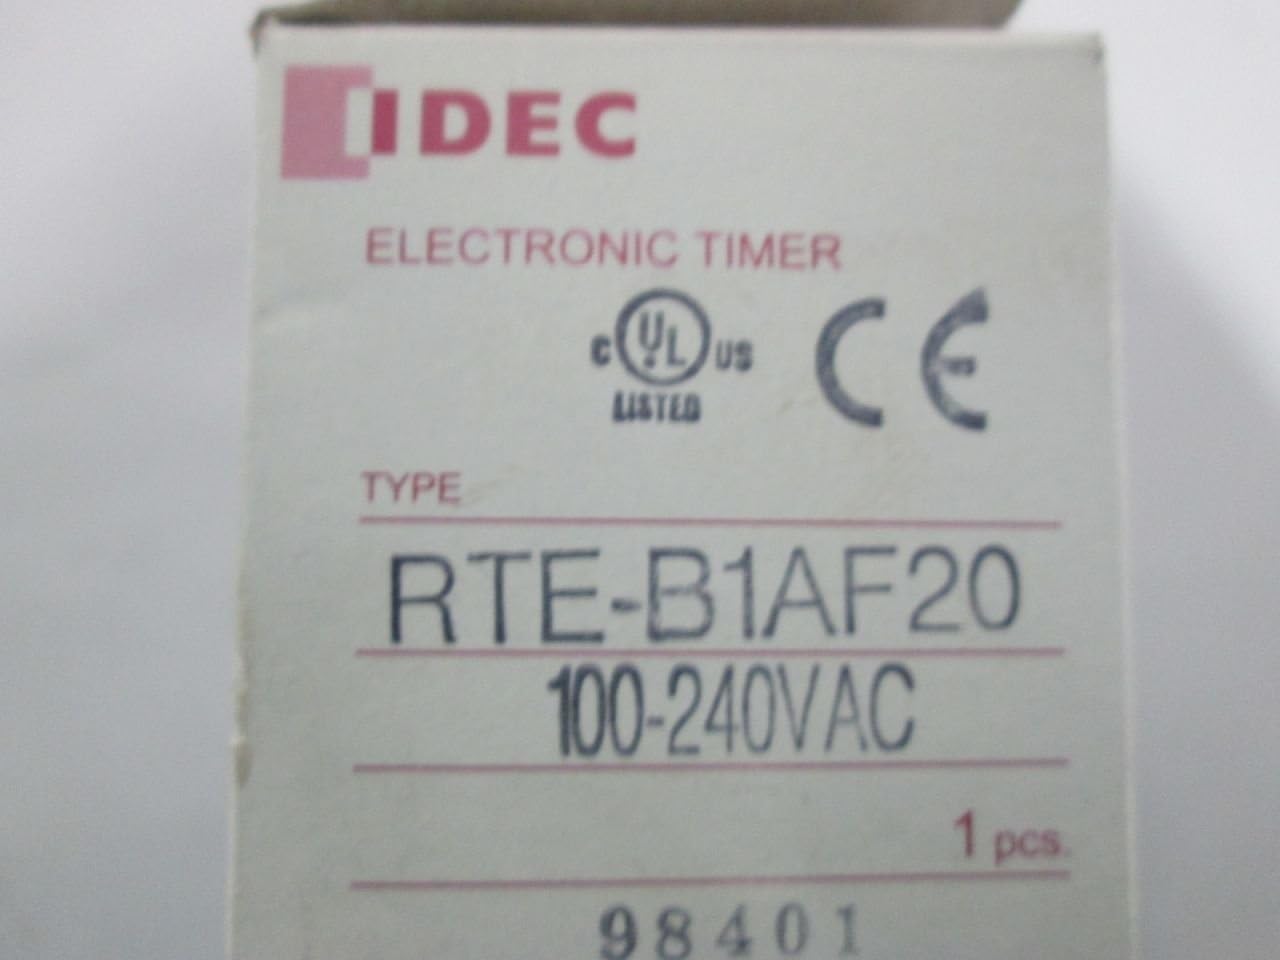 IDEC
ELECTRONIC TIMER
C UL US CE
LISTED
TYPE
RTE-B1AF20
100-240VAC
1 pcs.
98401